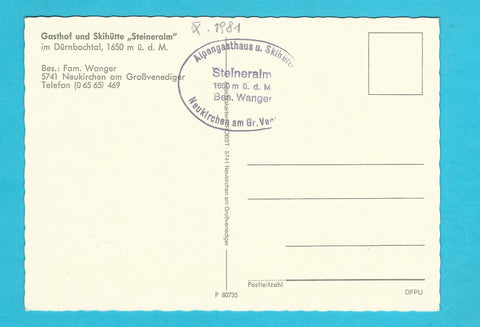 Gasthof und Skihütte „Steineralm"
im Dürnbachtal, 1650 m ü. d. M.
Bes.: Fam. Wanger
5741 Neukirchen am Großvenediger
Telefon (0 65 65) 469
X. 1981
Alpengasthaus u. Skihütte
Steineralm
1650 m ü. d. M.
Bes. Wanger
Neukirchen am Gr. Ven
5741 Neukirchen am Großvenediger
Postleitzahl
P 80735
DFPU